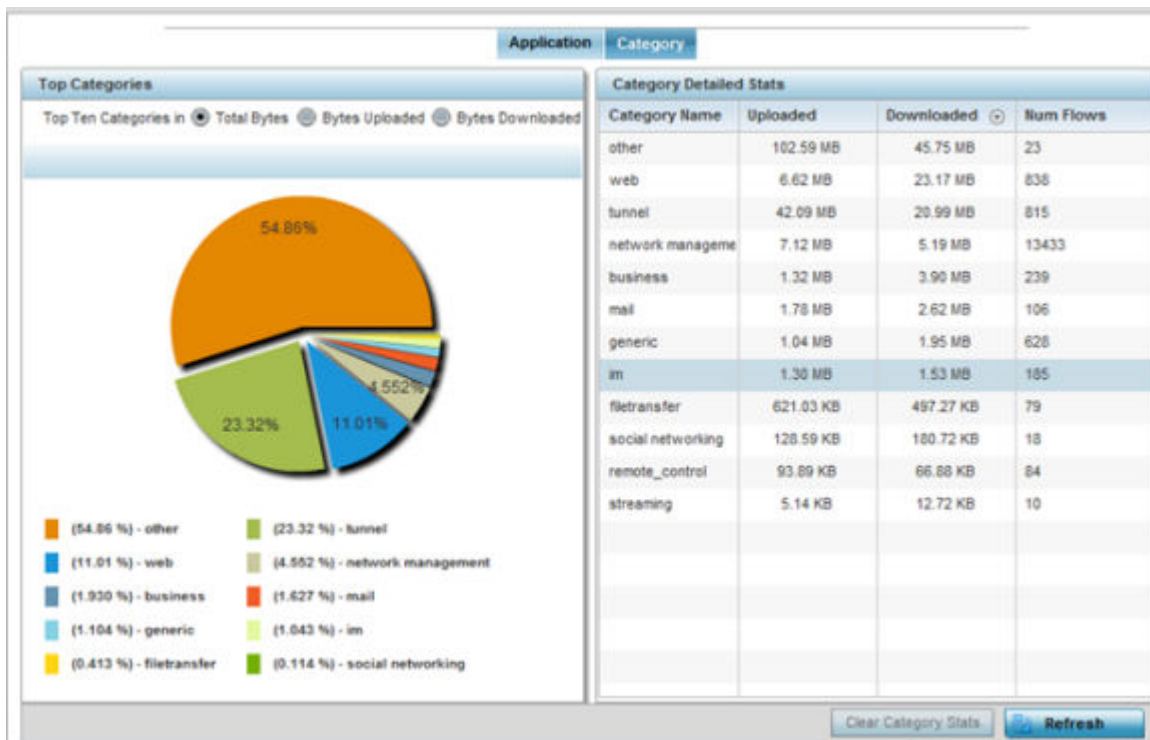 Application Category
Top Categories
Top Ten Categories in Total Bytes Bytes Uploaded Bytes Downloaded
54.86%
4.552%
23.32%
11.01%
(54.86 %) - other (23.32 %) - tunnel
(11.01 %) - web (4.552 %) - network management
(1.930 %) - business (1.627 %) - mail
(1.104 %) - generic (1.043 %) - im
(0.413 %) - filetransfer (0.114 %) - social networking
Category Detailed Stats
Category Name Uploaded Downloaded Num Flows
other 102.59 MB 45.75 MB 23
web 6.62 MB 23.17 MB 838
tunnel 42.09 MB 20.99 MB 815
network manageme 7.12 MB 5.19 MB 13433
business 1.32 MB 3.90 MB 239
mail 1.78 MB 2.62 MB 106
generic 1.04 MB 1.95 MB 628
im 1.30 MB 1.53 MB 185
filetransfer 621.03 KB 497.27 KB 79
social networking 128.59 KB 180.72 KB 18
remote_control 93.89 KB 66.88 KB 84
streaming 5.14 KB 12.72 KB 10
Clear Category Stats Refresh